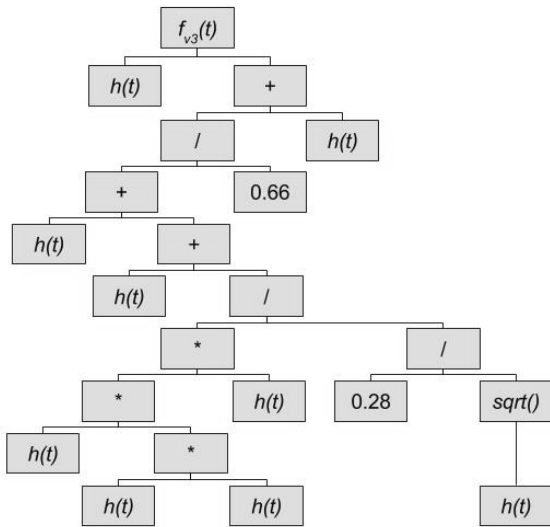 f_v3(t)
h(t) +
/ h(t)
+ 0.66
h(t) +
h(t) /
* /
* h(t) 0.28 sqrt()
h(t) * h(t)
h(t) h(t)